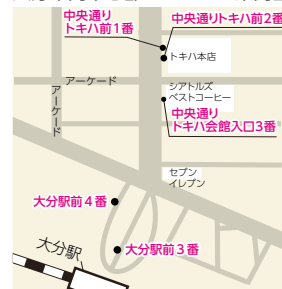 中央通り
トキハ前1番
中央通りトキハ前2番
トキハ本店
アーケード
アーケード
シアトルズ
ベストコーヒー
中央通り
トキハ会館入口3番
セブン
イレブン
大分駅前4番
大分駅前3番
大分駅